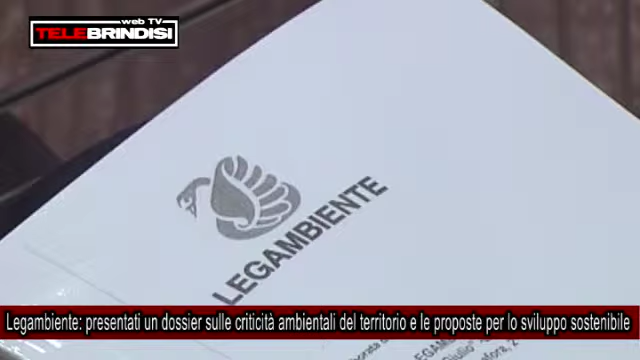 web TV
TELEBRINDISI
LEGAMBIENTE
Legambiente: presentati un dossier sulle criticità ambientali del territorio e le proposte per lo sviluppo sostenibile